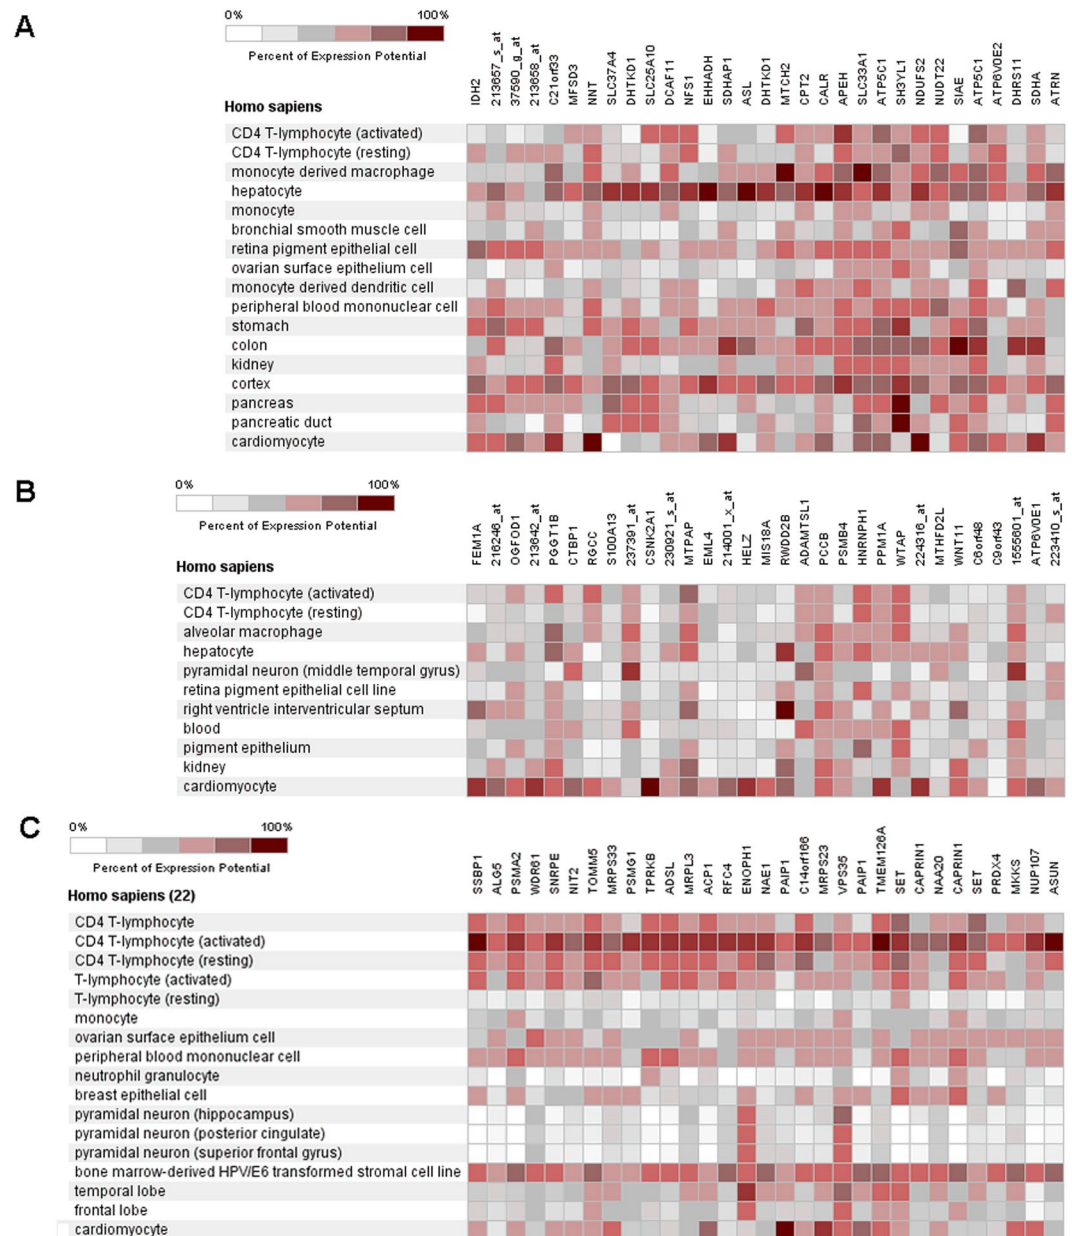 A
0% 100%
Percent of Expression Potential
Homo sapiens
IDH2
213657_s_at
37590_g_at
213658_at
C21orf33
MFSD3
NNT
SLC37A4
DHTKD1
SLC25A10
DCAF11
NFS1
EHHADH
SDHAP1
ASL
DHTKD1
MTCH2
CPT2
CALR
APEH
SLC33A1
ATP5C1
SH3YL1
NDUFS2
NUDT22
SIAE
ATP5C1
ATP6V0E2
DHRS11
SDHA
ATRN
CD4 T-lymphocyte (activated)
CD4 T-lymphocyte (resting)
monocyte derived macrophage
hepatocyte
monocyte
bronchial smooth muscle cell
retina pigment epithelial cell
ovarian surface epithelium cell
monocyte derived dendritic cell
peripheral blood mononuclear cell
stomach
colon
kidney
cortex
pancreas
pancreatic duct
cardiomyocyte
B
0% 100%
Percent of Expression Potential
Homo sapiens
FEM1A
216246_at
OGFOD1
213642_at
PGGT1B
CTBP1
RGCC
S100A13
237391_at
CSNK2A1
230921_s_at
MTPAP
EML4
214001_x_at
HELZ
MIS18A
RWDD2B
ADAMTSL1
PCCB
PSMB4
HNRNPH1
PPM1A
WTAP
224316_at
MTHFD2L
WNT11
C6orf48
C9orf43
1555601_at
ATP6V0E1
223410_s_at
CD4 T-lymphocyte (activated)
CD4 T-lymphocyte (resting)
alveolar macrophage
hepatocyte
pyramidal neuron (middle temporal gyrus)
retina pigment epithelial cell line
right ventricle interventricular septum
blood
pigment epithelium
kidney
cardiomyocyte
C
0% 100%
Percent of Expression Potential
Homo sapiens (22)
SSBP1
ALG5
PSMA2
WDR61
SNRPE
NIT2
TOMM5
MRPS33
PSMG1
TPRKB
ADSL
MRPL3
ACP1
RFC4
ENOPH1
NAE1
PAIP1
C14orf166
MRPS23
VPS35
PAIP1
TMEM126A
SET
CAPRIN1
NAA20
CAPRIN1
SET
PRDX4
MKKS
NUP107
ASUN
CD4 T-lymphocyte
CD4 T-lymphocyte (activated)
CD4 T-lymphocyte (resting)
T-lymphocyte (activated)
T-lymphocyte (resting)
monocyte
ovarian surface epithelium cell
peripheral blood mononuclear cell
neutrophil granulocyte
breast epithelial cell
pyramidal neuron (hippocampus)
pyramidal neuron (posterior cingulate)
pyramidal neuron (superior frontal gyrus)
bone marrow-derived HPV/E6 transformed stromal cell line
temporal lobe
frontal lobe
cardiomyocyte